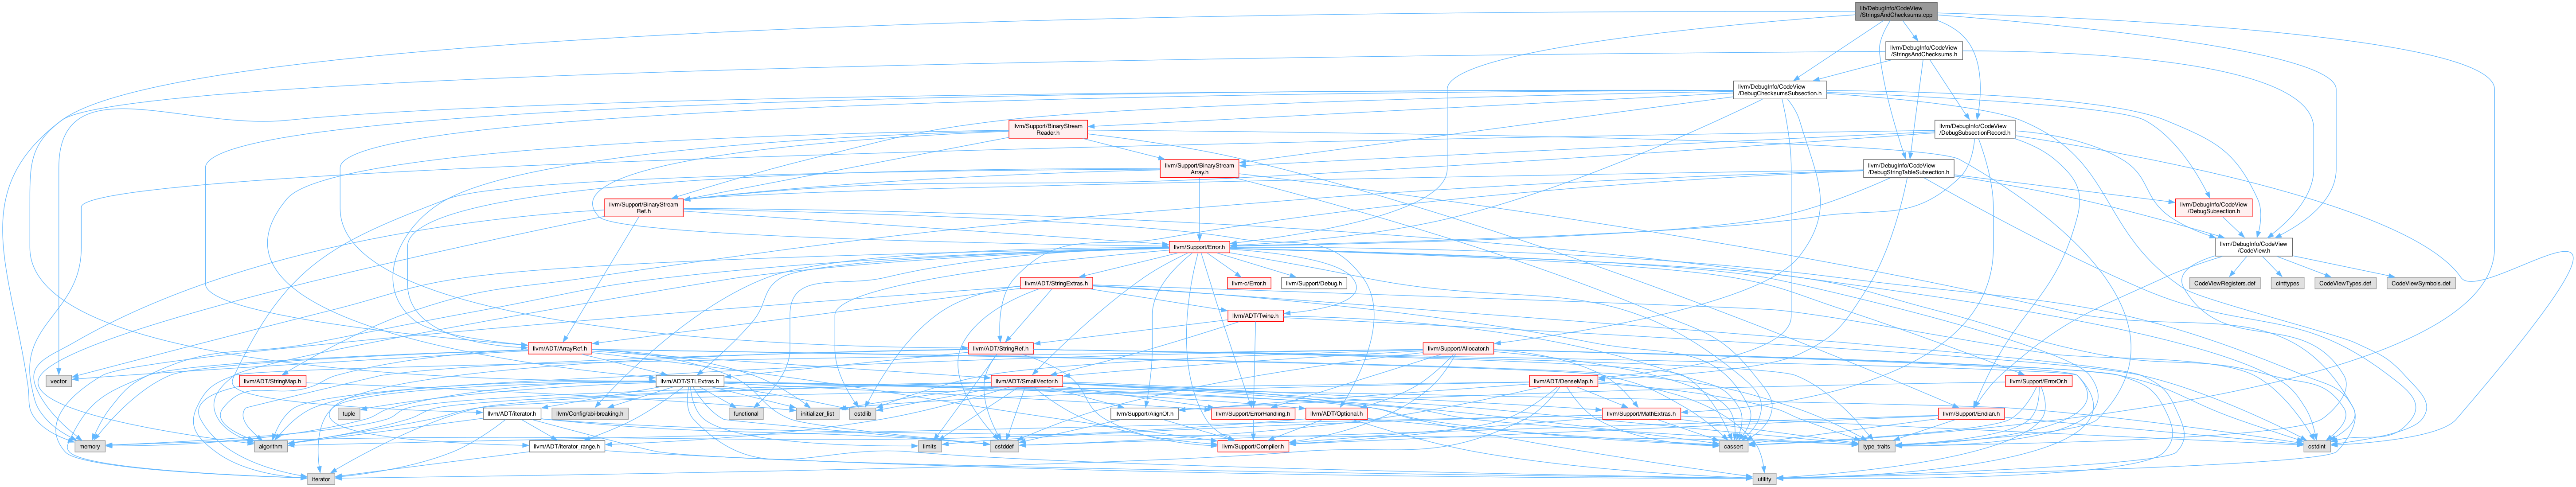 lib/DebugInfo/CodeView
/StringsAndChecksums.cpp
llvm/DebugInfo/CodeView
/StringsAndChecksums.h
llvm/DebugInfo/CodeView
/DebugChecksumsSubsection.h
llvm/Support/BinaryStream
Reader.h
llvm/DebugInfo/CodeView
/DebugSubsectionRecord.h
llvm/Support/BinaryStream
Array.h
llvm/DebugInfo/CodeView
/DebugStringTableSubsection.h
llvm/Support/BinaryStream
Ref.h
llvm/DebugInfo/CodeView
/DebugSubsection.h
llvm/Support/Error.h
llvm/DebugInfo/CodeView
/CodeView.h
llvm/ADT/StringExtras.h
llvm-c/Error.h
llvm/Support/Debug.h
CodeViewRegisters.def
cinttypes
CodeViewTypes.def
CodeViewSymbols.def
llvm/ADT/Twine.h
llvm/ADT/ArrayRef.h
llvm/ADT/StringRef.h
llvm/Support/Allocator.h
vector
llvm/ADT/StringMap.h
llvm/ADT/STLExtras.h
llvm/ADT/SmallVector.h
llvm/ADT/DenseMap.h
llvm/Support/ErrorOr.h
tuple
llvm/ADT/iterator.h
llvm/Config/abi-breaking.h
functional
initializer_list
cstdlib
llvm/Support/AlignOf.h
llvm/Support/ErrorHandling.h
llvm/ADT/Optional.h
llvm/Support/MathExtras.h
llvm/Support/Endian.h
memory
algorithm
llvm/ADT/iterator_range.h
limits
cstddef
llvm/Support/Compiler.h
cassert
type_traits
cstdint
iterator
utility